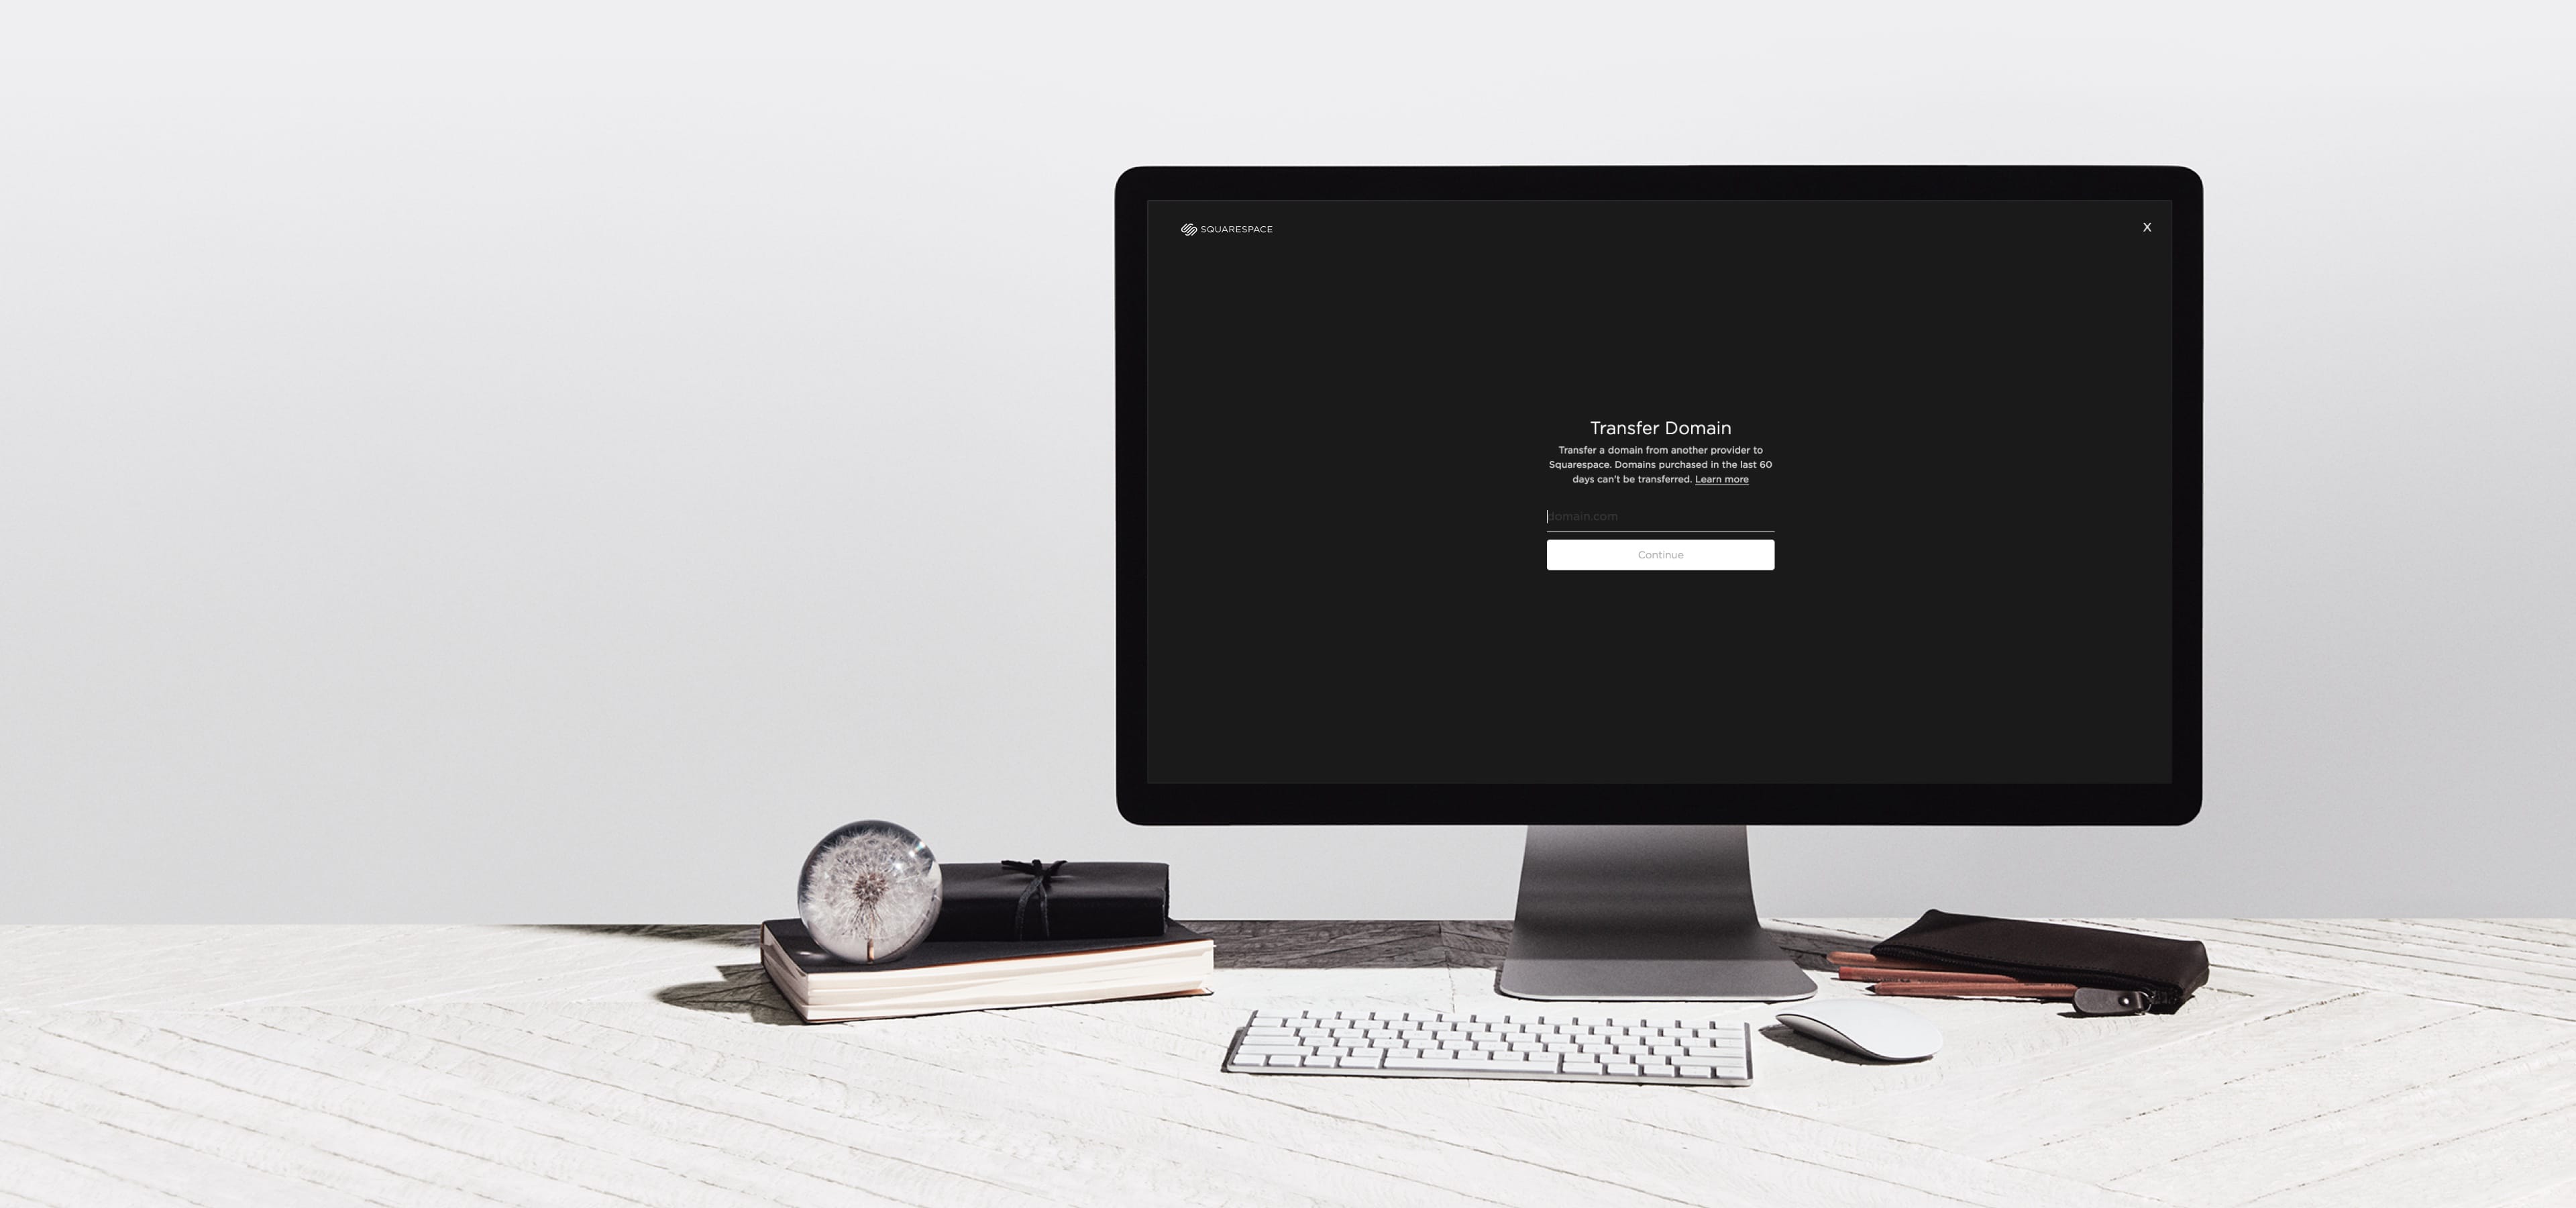 SQUARESPACE
X
Transfer Domain
Transfer a domain from another provider to
Squarespace. Domains purchased in the last 60
days can't be transferred. Learn more
domain.com
Continue